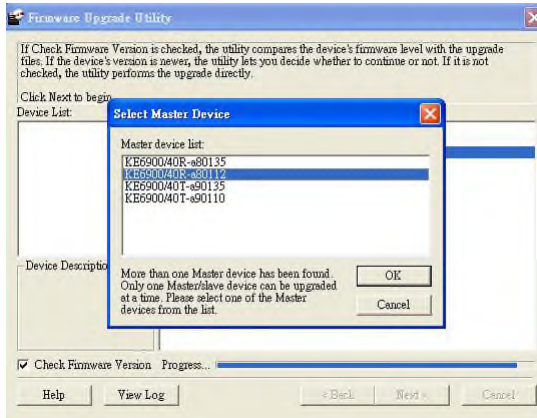 Firmware Upgrade Utility
If Check Firmware Version is checked, the utility compares the device's firmware level with the upgrade
files. If the device's version is newer, the utility lets you decide whether to continue or not. If it is not
checked, the utility performs the upgrade directly.
Click Next to begin
Device List:
Select Master Device
Master device list:
KE6900/40R-a80135
KE6900/40R-a80112
KE6900/40T-a90135
KE6900/40T-a90110
More than one Master device has been found.
Only one Master/slave device can be upgraded
at a time. Please select one of the Master
devices from the list.
OK
Cancel
Device Descriptio
Check Firmware Version Progress...
Help
View Log
< Back
Next >
Cancel